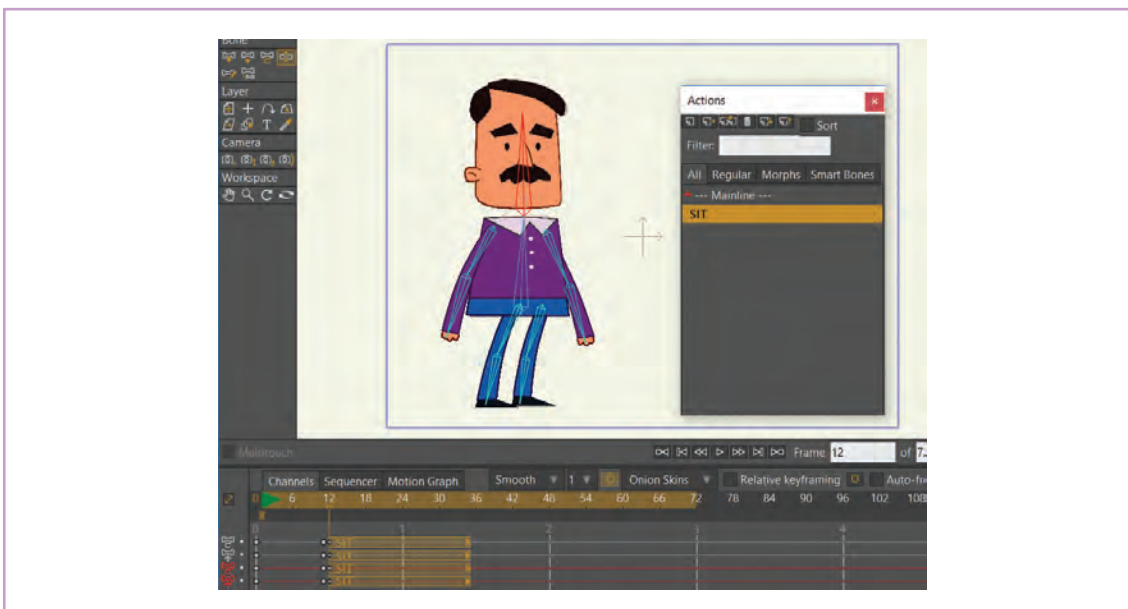 Bone
Layer
Camera
Workspace
Actions
Sort
Filter:
All Regular Morphs Smart Bones
--- Mainline ---
SIT
Multitouch
Frame 12 of
Channels Sequencer Motion Graph Smooth 1 Onion Skins Relative keyframing
0 6 12 18 24 30 36 42 48 54 60 66 72 78 84 90 96 102 108
0 1 2 3 4
SIT
SIT
SIT
SIT